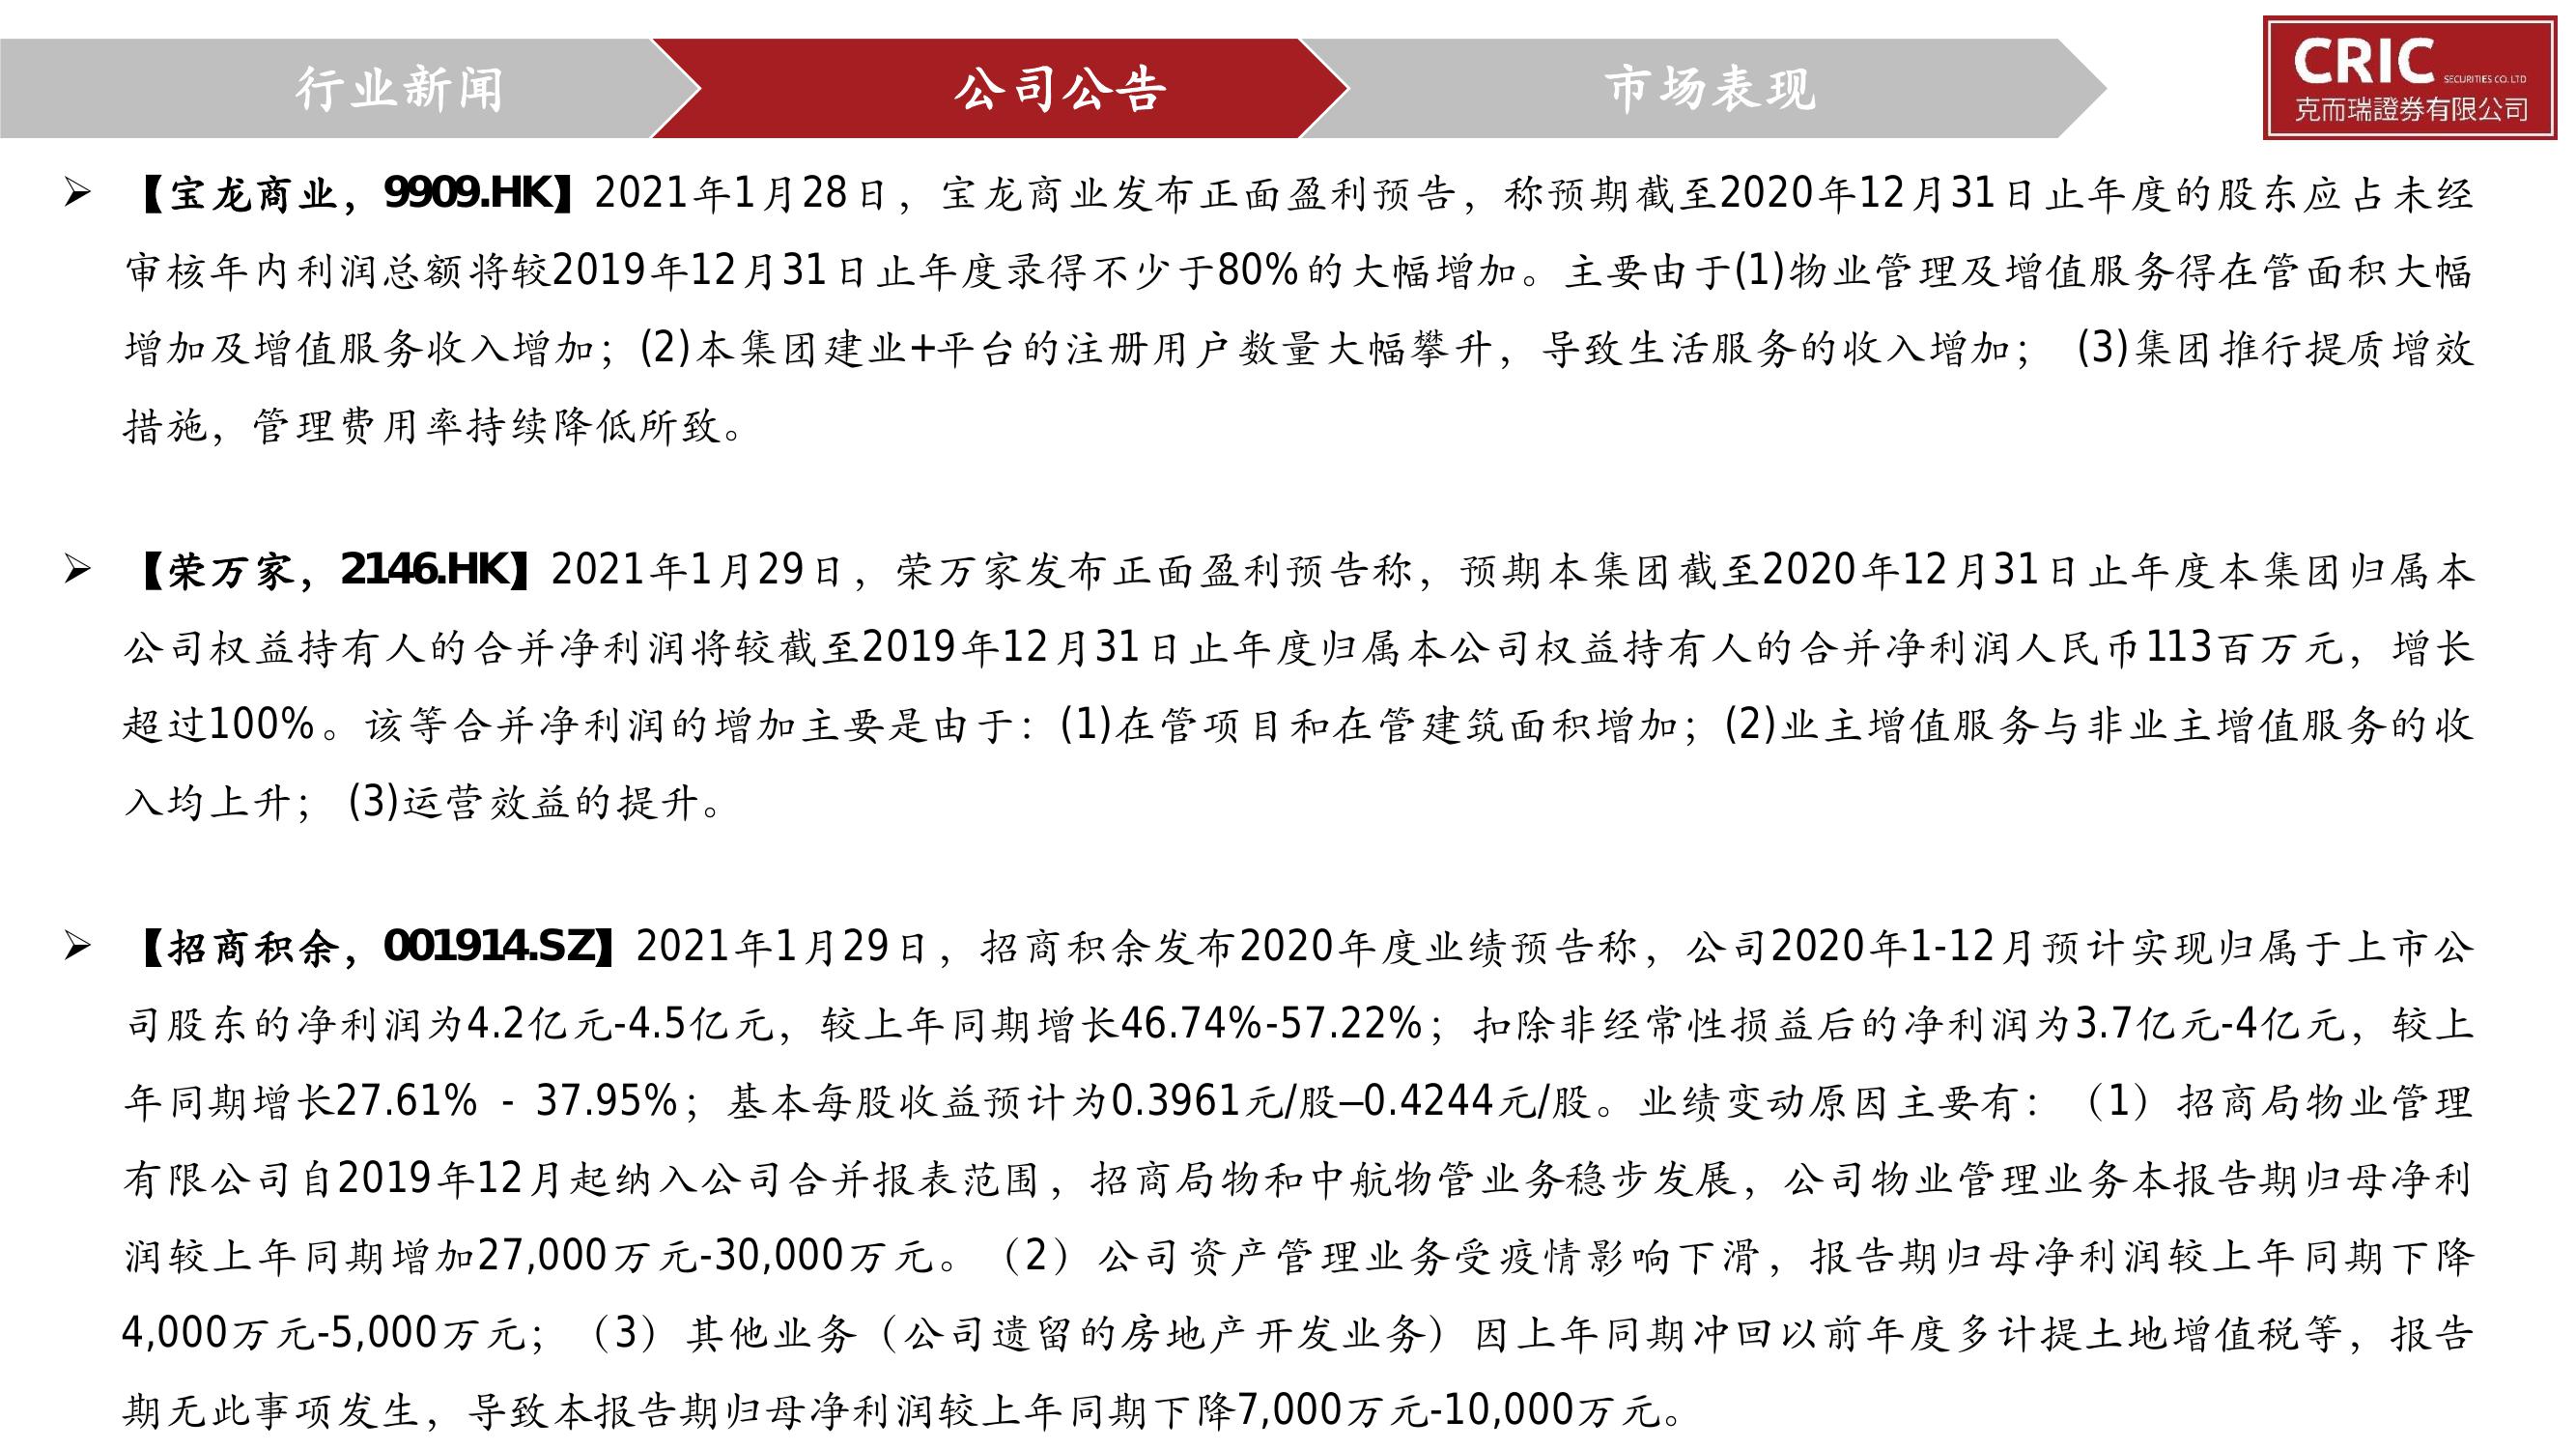 行业新闻
公司公告
市场表现
CRIC SECURITIES CO. LTD
克而瑞證券有限公司
➢ 【宝龙商业，9909.HK】2021年1月28日，宝龙商业发布正面盈利预告，称预期截至2020年12月31日止年度的股东应占未经
审核年内利润总额将较2019年12月31日止年度录得不少于80%的大幅增加。主要由于(1)物业管理及增值服务得在管面积大幅
增加及增值服务收入增加；(2)本集团建业+平台的注册用户数量大幅攀升，导致生活服务的收入增加； (3)集团推行提质增效
措施，管理费用率持续降低所致。
➢ 【荣万家，2146.HK】2021年1月29日，荣万家发布正面盈利预告称，预期本集团截至2020年12月31日止年度本集团归属本
公司权益持有人的合并净利润将较截至2019年12月31日止年度归属本公司权益持有人的合并净利润人民币113百万元，增长
超过100%。该等合并净利润的增加主要是由于：(1)在管项目和在管建筑面积增加；(2)业主增值服务与非业主增值服务的收
入均上升； (3)运营效益的提升。
➢ 【招商积余，001914.SZ】2021年1月29日，招商积余发布2020年度业绩预告称，公司2020年1-12月预计实现归属于上市公
司股东的净利润为4.2亿元-4.5亿元，较上年同期增长46.74%-57.22%；扣除非经常性损益后的净利润为3.7亿元-4亿元，较上
年同期增长27.61% - 37.95%；基本每股收益预计为0.3961元/股–0.4244元/股。业绩变动原因主要有：（1）招商局物业管理
有限公司自2019年12月起纳入公司合并报表范围，招商局物和中航物管业务稳步发展，公司物业管理业务本报告期归母净利
润较上年同期增加27,000万元-30,000万元。（2）公司资产管理业务受疫情影响下滑，报告期归母净利润较上年同期下降
4,000万元-5,000万元；（3）其他业务（公司遗留的房地产开发业务）因上年同期冲回以前年度多计提土地增值税等，报告
期无此事项发生，导致本报告期归母净利润较上年同期下降7,000万元-10,000万元。